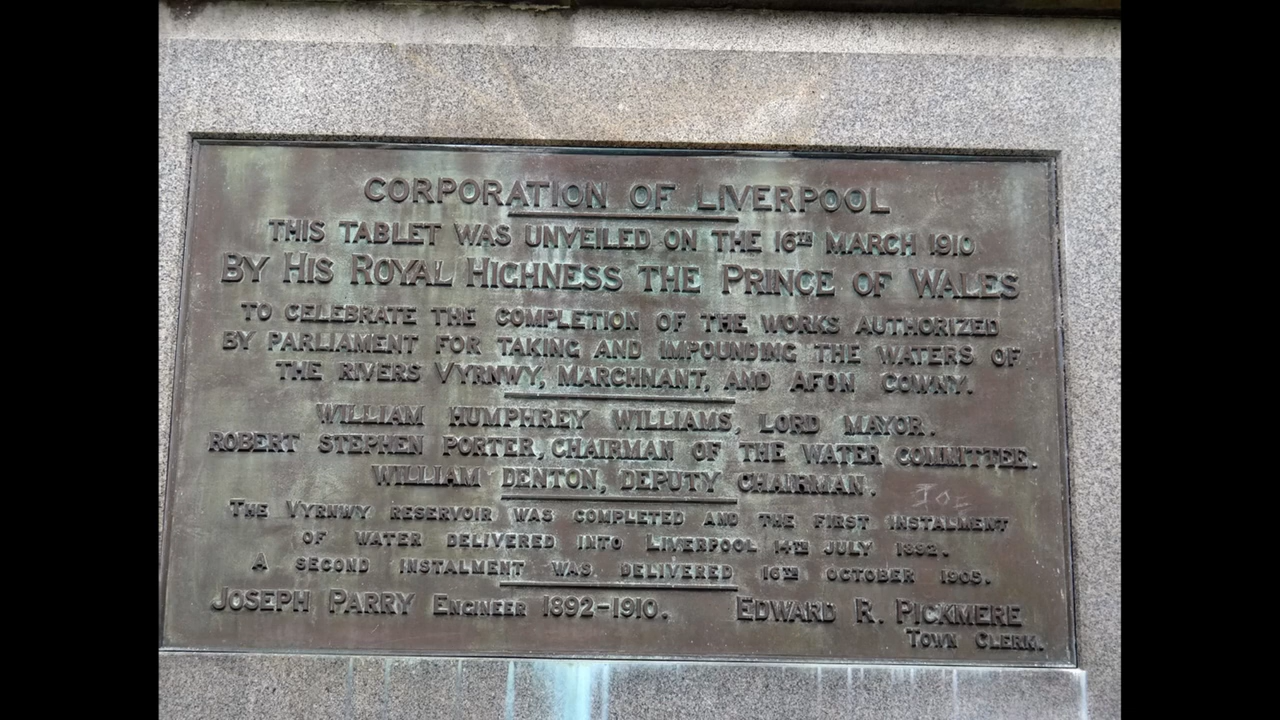 CORPORATION OF LIVERPOOL
THIS TABLET WAS UNVEILED ON THE 16TH MARCH 1910
BY HIS ROYAL HIGHNESS THE PRINCE OF WALES
TO CELEBRATE THE COMPLETION OF THE WORKS AUTHORIZED
BY PARLIAMENT FOR TAKING AND IMPOUNDING THE WATERS OF
THE RIVERS VYRNWY, MARCHNANT, AND AFON COWNY.
WILLIAM HUMPHREY WILLIAMS, LORD MAYOR.
ROBERT STEPHEN PORTER, CHAIRMAN OF THE WATER COMMITTEE.
WILLIAM DENTON, DEPUTY CHAIRMAN.
JOE
THE VYRNWY RESERVOIR WAS COMPLETED AND THE FIRST INSTALMENT
OF WATER DELIVERED INTO LIVERPOOL 14TH JULY 1892.
A SECOND INSTALMENT WAS DELIVERED 16TH OCTOBER 1905.
JOSEPH PARRY ENGINEER 1892-1910. EDWARD R. PICKMERE
TOWN CLERK.